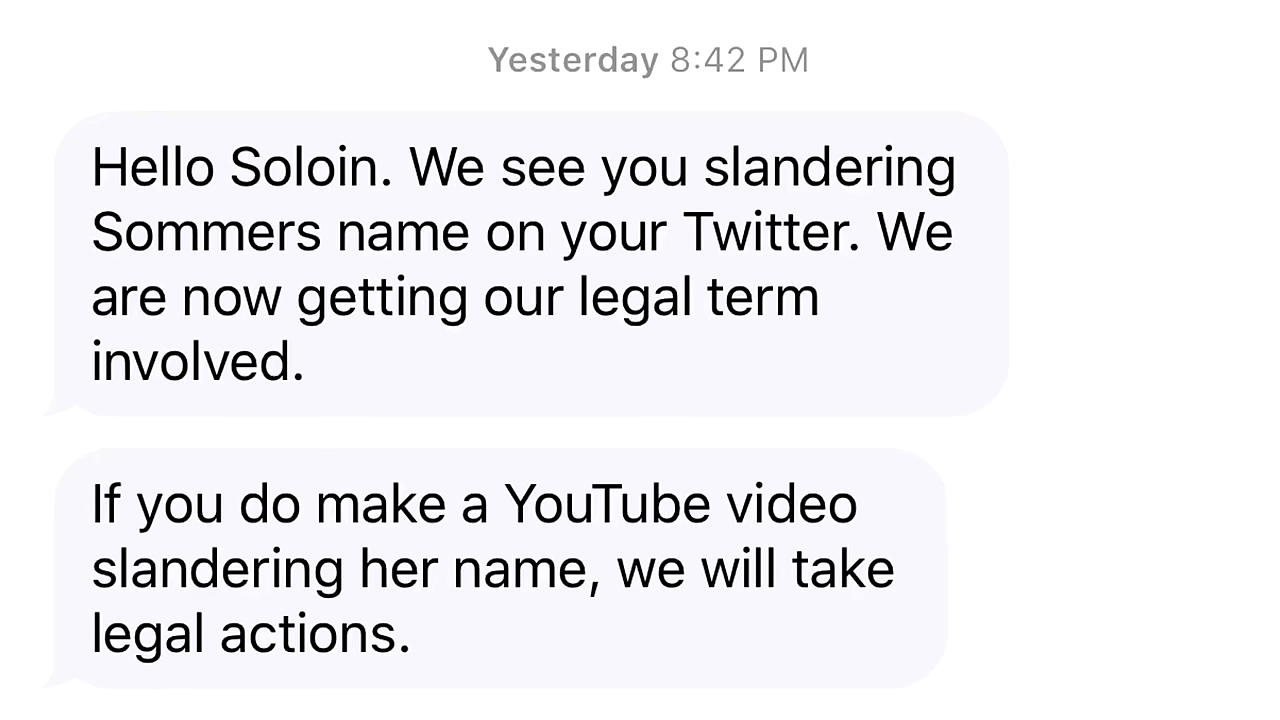 Yesterday 8:42 PM
Hello Soloin. We see you slandering
Sommers name on your Twitter. We
are now getting our legal term
involved.
If you do make a YouTube video
slandering her name, we will take
legal actions.